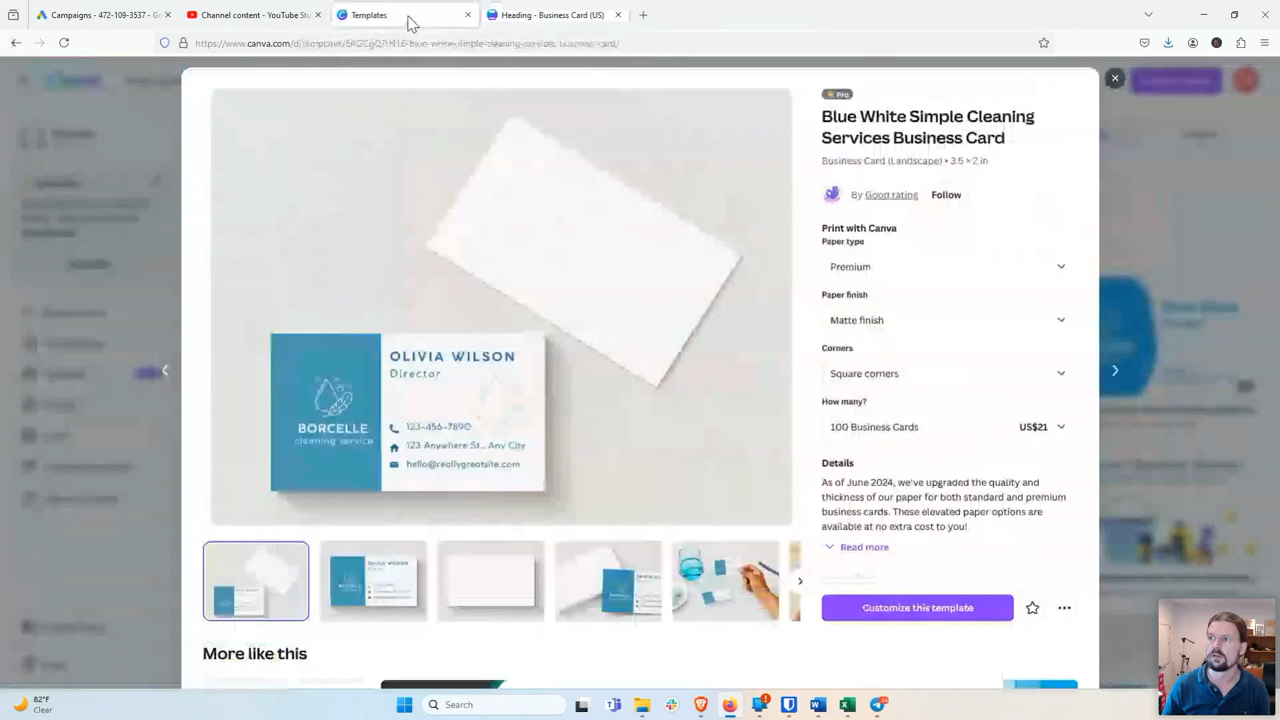 Campaigns - 472-109-3537 - Goog
Channel content - YouTube Stu
Templates
Heading - Business Card (US)
Blue White Simple Cleaning
Services Business Card
Business Card (Landscape) • 3.5 × 2 in
By Good rating Follow
Print with Canva
Paper type
Premium
Paper finish
Matte finish
Corners
Square corners
How many?
100 Business Cards US$21
Details
As of June 2024, we've upgraded the quality and
thickness of our paper for both standard and premium
business cards. These elevated paper options are
available at no extra cost to you!
Read more
Customize this template
Pro
OLIVIA WILSON
Director
BORCELLE
cleaning service
123-456-7890
123 Anywhere St., Any City
hello@reallygreatsite.com
More like this
82°F
Clear
Search